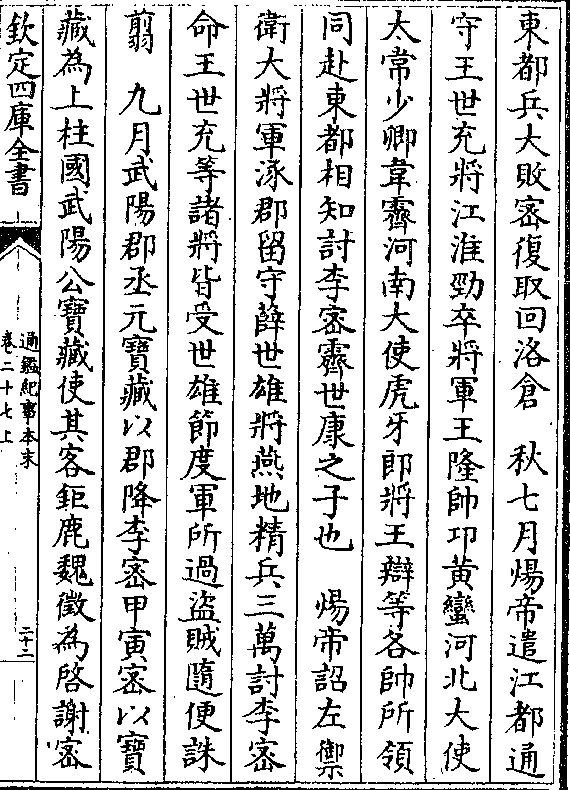 東都兵大敗密復取回洛倉　秋七月煬帝遣江都通
守王世充將江淮勁卒將軍王隆帥邛黃蠻河北大使
太常少卿韋霽河南大使虎牙郎將王辯等各帥所領
同赴東都相知討李密霽世康之子也　煬帝詔左禦
衛大將軍涿郡留守薛世雄將燕地精兵三萬討李密
命王世充等諸將皆受世雄節度軍所過盜賊隨便誅
翦　九月武陽郡丞元寶藏以郡降李密甲寅密以寶
藏為上柱國武陽公寶藏使其客鉅鹿魏徵為啓謝密
欽定四庫全書
通鑑紀事本末
卷二十七上
二十二